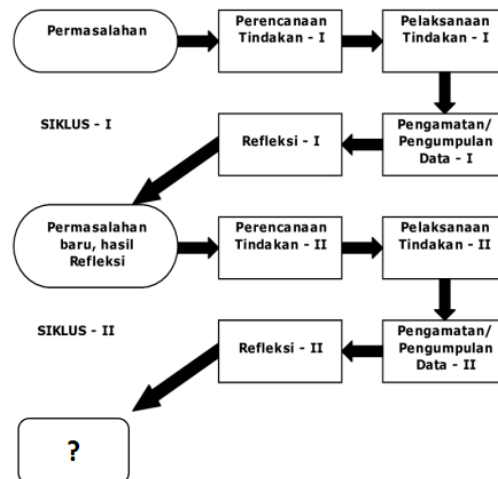 Permasalahan
Perencanaan
Tindakan - I
Pelaksanaan
Tindakan - I
SIKLUS - I
Refleksi - I
Pengamatan/
Pengumpulan
Data - I
Permasalahan
baru, hasil
Refleksi
Perencanaan
Tindakan - II
Pelaksanaan
Tindakan - II
SIKLUS - II
Refleksi - II
Pengamatan/
Pengumpulan
Data - II
?